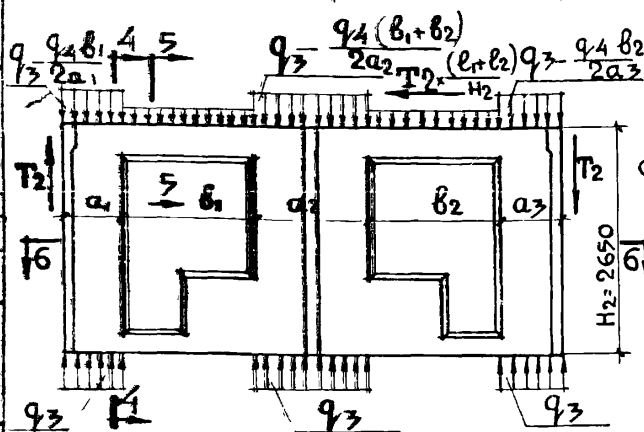 q3 - q4 b1 / 2a1
4 5
q3 - q4 (b1+b2) / 2a2
T2 × (l1+l2) / H2
q3 - q4 b2 / 2a3
T2
T2
5
a1 b1 a2 b2 a3
6
6
H2=2650
q3
4
q3
q3